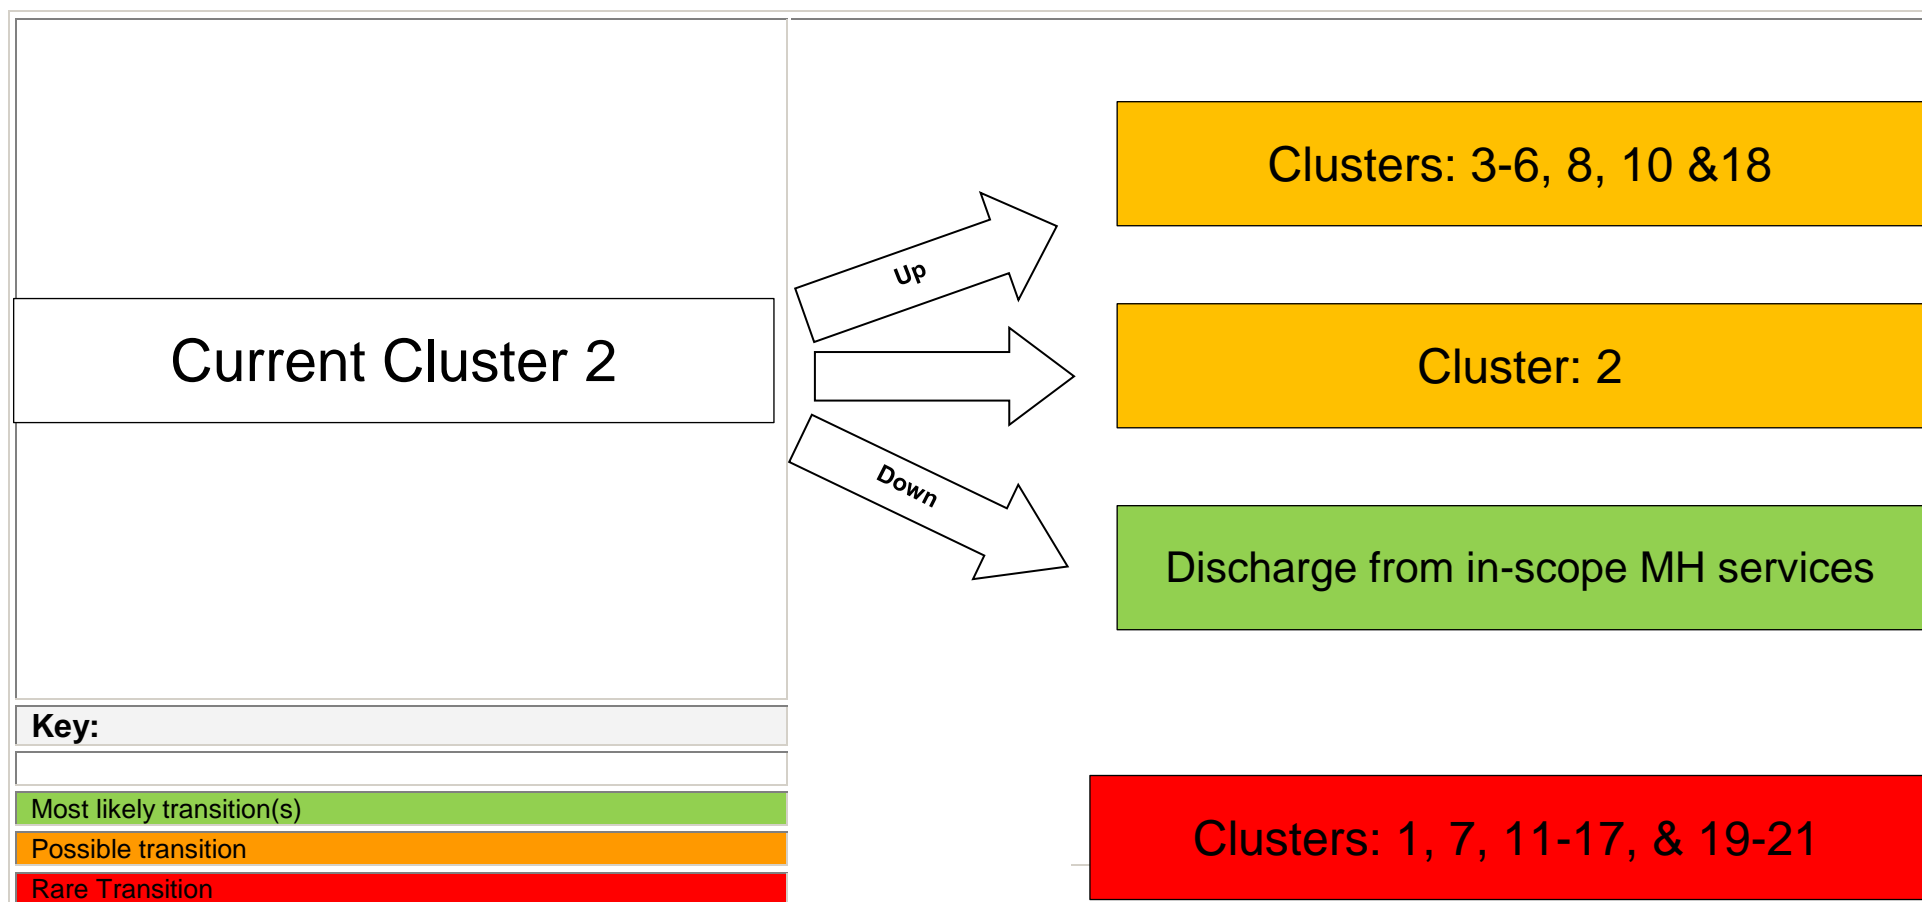 Clusters: 3-6, 8, 10 &18
Up
Current Cluster 2
Cluster: 2
Down
Discharge from in-scope MH services
Key:
Most likely transition(s)
Possible transition
Rare Transition
Clusters: 1, 7, 11-17, & 19-21